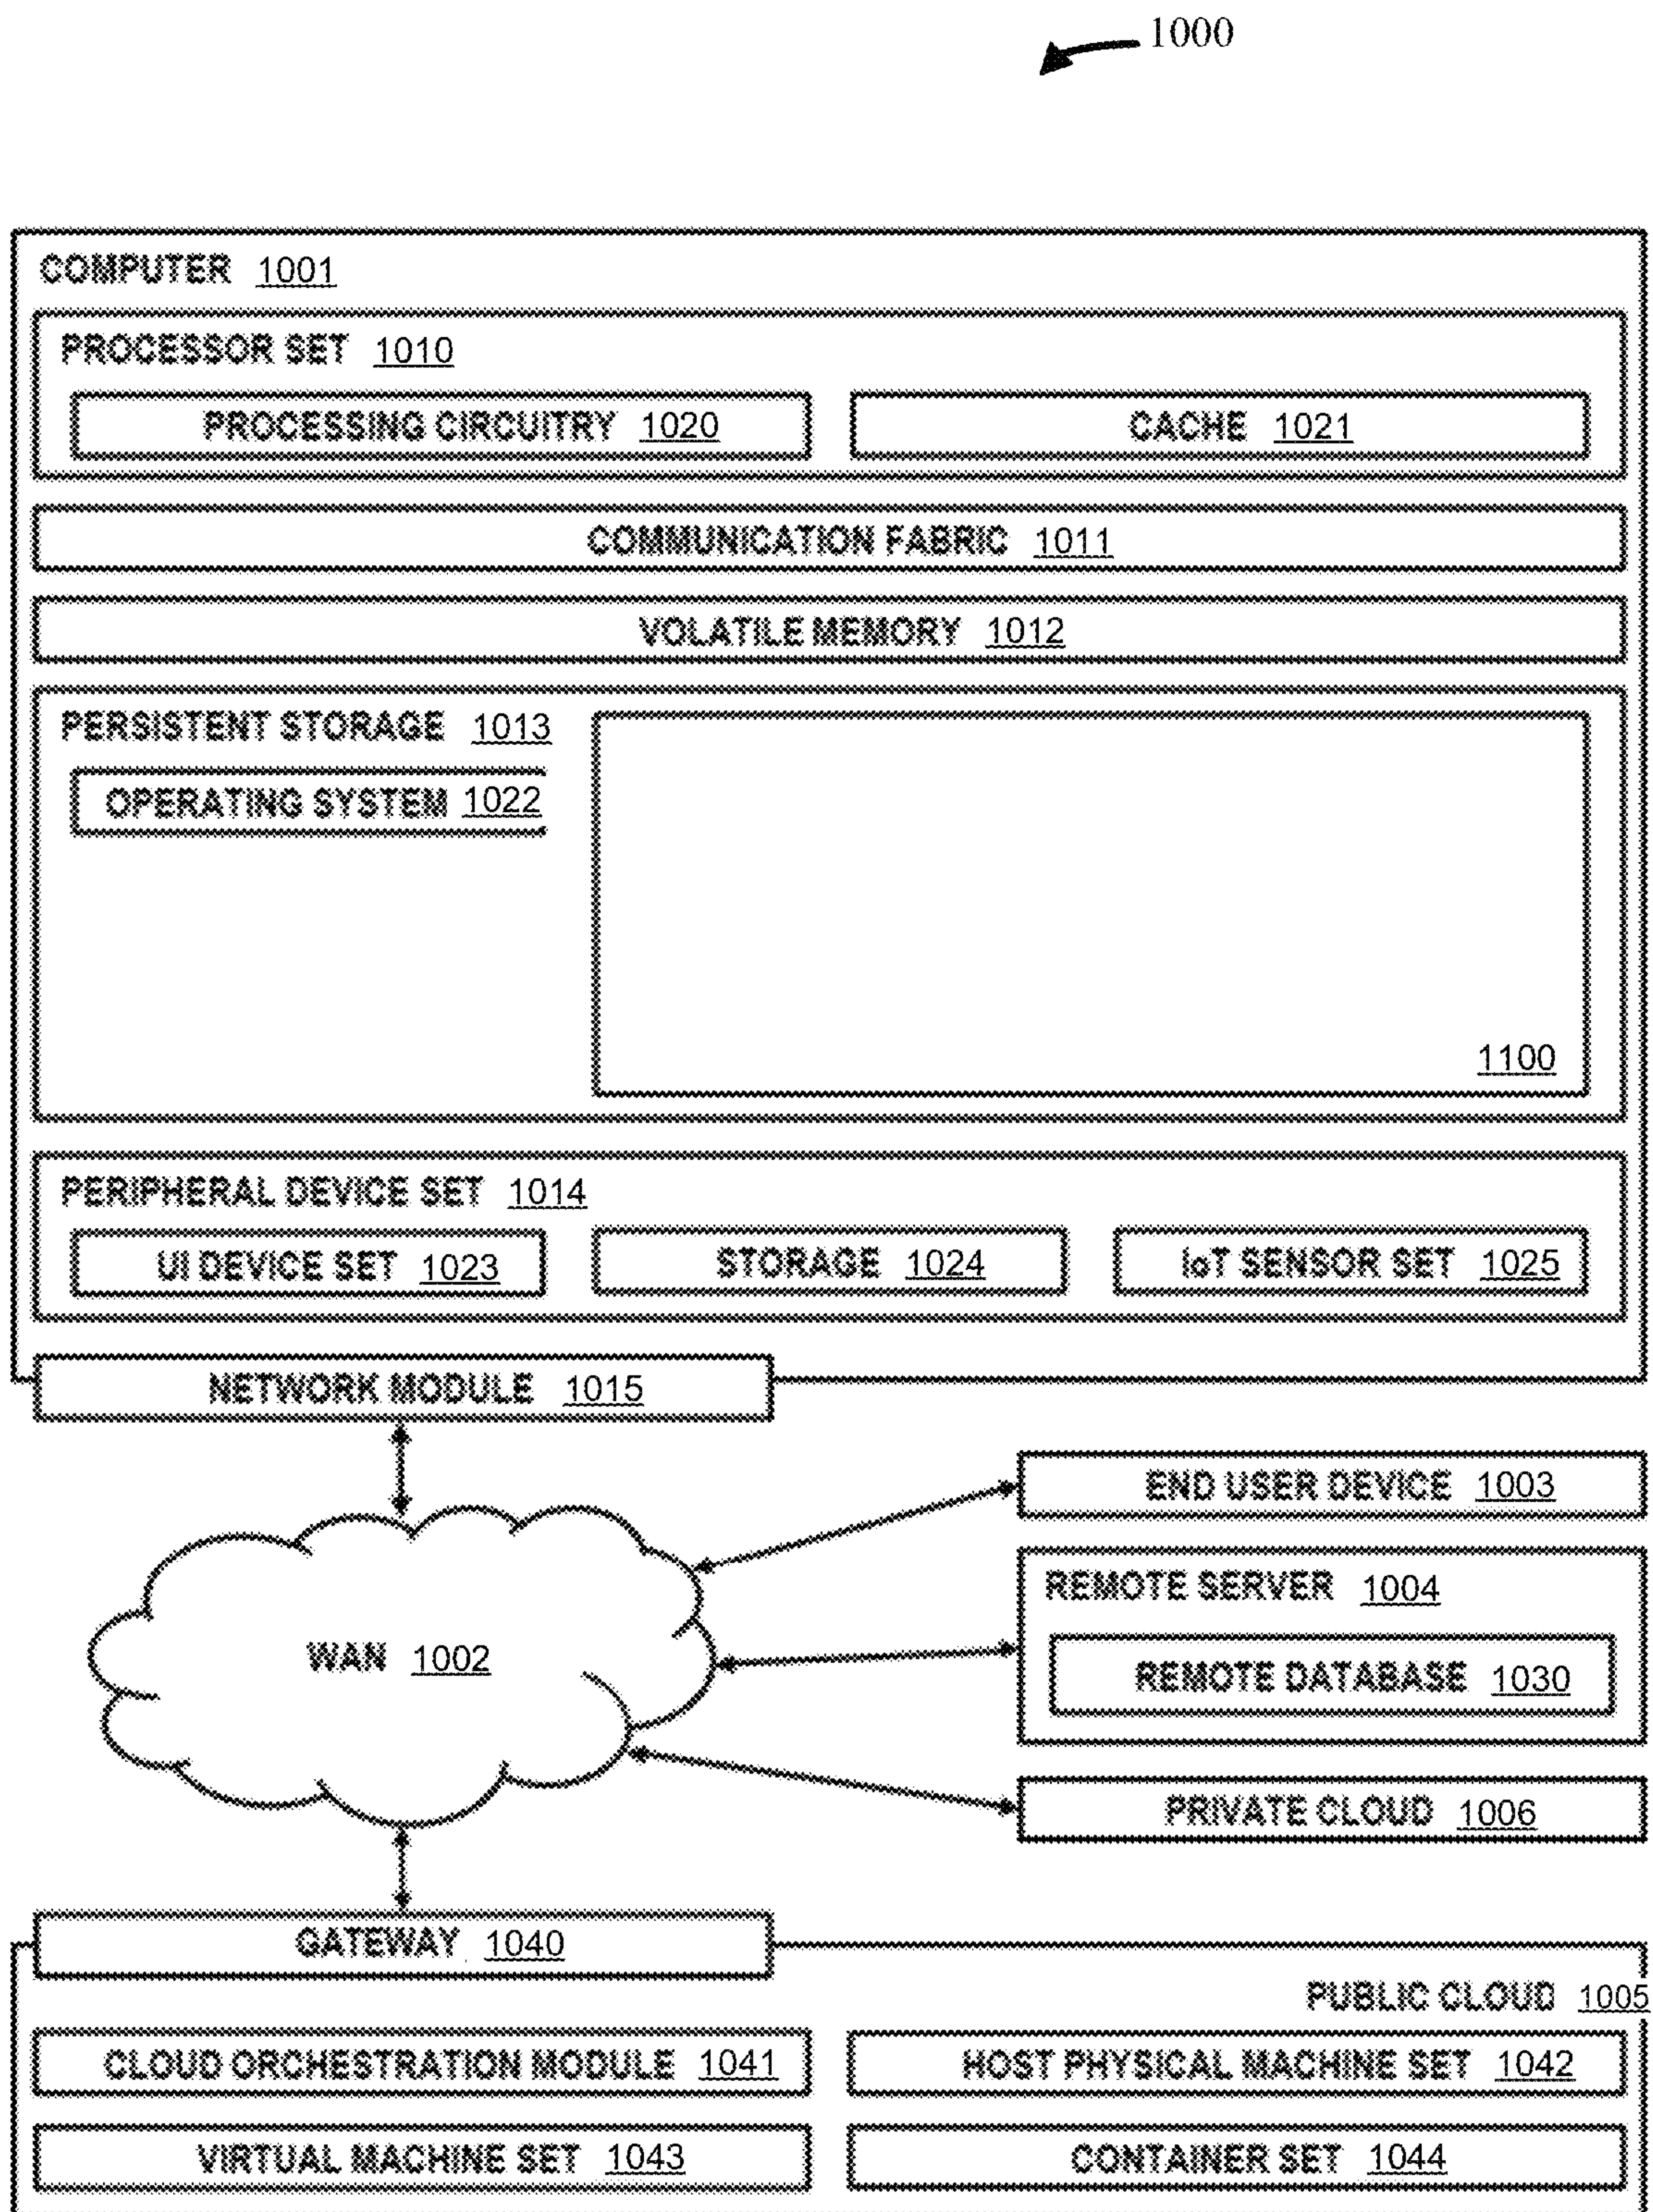 1000
COMPUTER 1001
PROCESSOR SET 1010
PROCESSING CIRCUITRY 1020
CACHE 1021
COMMUNICATION FABRIC 1011
VOLATILE MEMORY 1012
PERSISTENT STORAGE 1013
OPERATING SYSTEM 1022
1100
PERIPHERAL DEVICE SET 1014
UI DEVICE SET 1023
STORAGE 1024
IoT SENSOR SET 1025
NETWORK MODULE 1015
END USER DEVICE 1003
REMOTE SERVER 1004
WAN 1002
REMOTE DATABASE 1030
PRIVATE CLOUD 1006
GATEWAY 1040
PUBLIC CLOUD 1005
CLOUD ORCHESTRATION MODULE 1041
HOST PHYSICAL MACHINE SET 1042
VIRTUAL MACHINE SET 1043
CONTAINER SET 1044